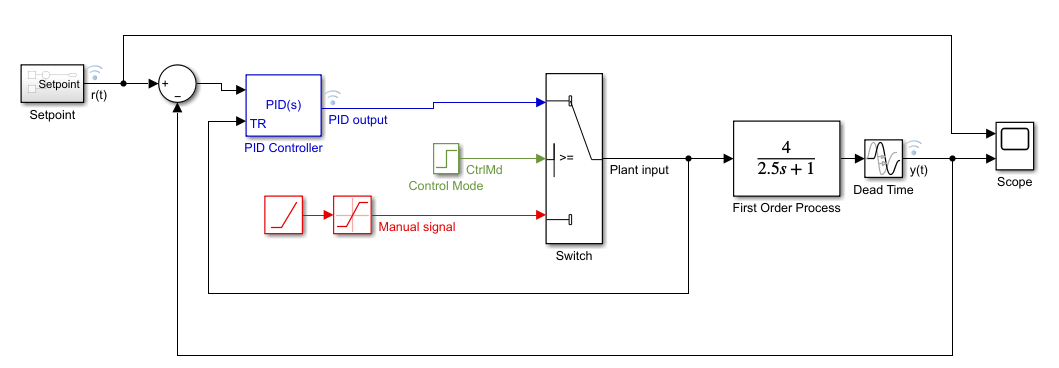 Setpoint
r(t)
Setpoint
+
−
PID(s)
TR
PID Controller
PID output
CtrlMd
Control Mode
Manual signal
>=
Switch
Plant input
4
2.5s + 1
First Order Process
Dead Time
y(t)
Scope